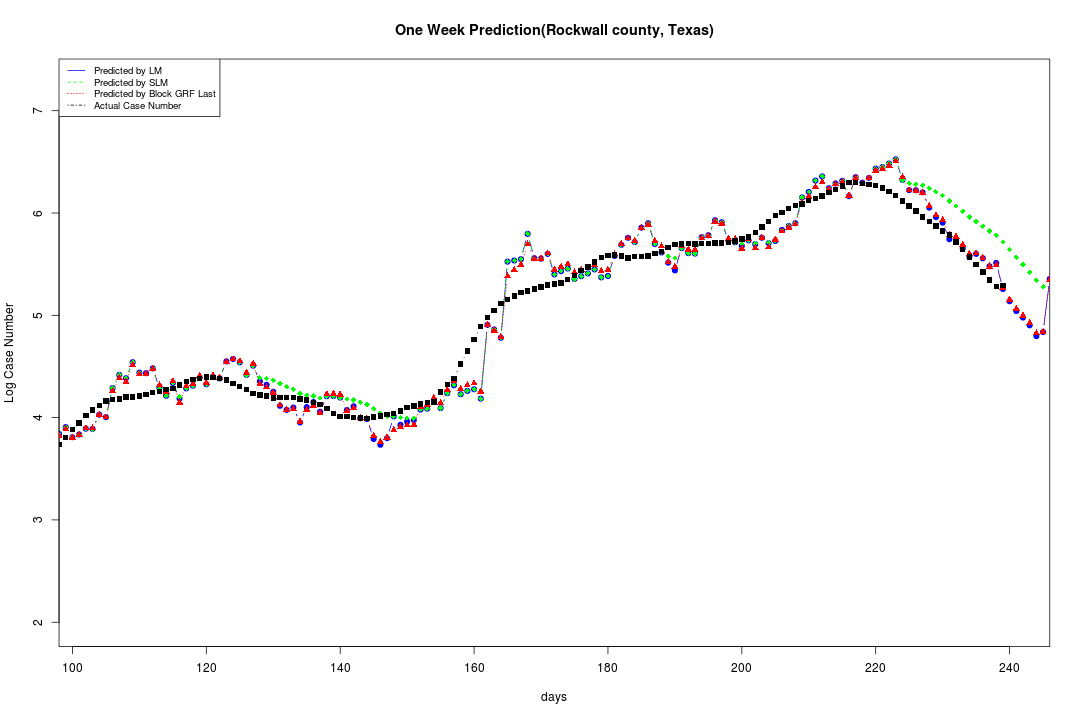 One Week Prediction(Rockwall county, Texas)
Predicted by LM
Predicted by SLM
Predicted by Block GRF Last
Actual Case Number
Log Case Number
7
6
5
4
3
2
100 120 140 160 180 200 220 240
days